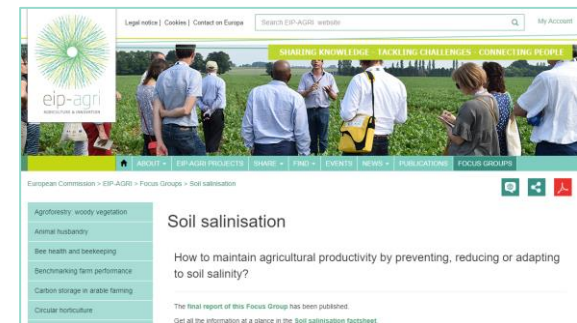 Legal notice | Cookies | Contact on Europa
Search EIP-AGRI website
My Account
SHARING KNOWLEDGE - TACKLING CHALLENGES - CONNECTING PEOPLE
eip-agri
AGRICULTURE & INNOVATION
ABOUT EIP-AGRI PROJECTS SHARE FIND EVENTS NEWS PUBLICATIONS FOCUS GROUPS
European Commission > EIP-AGRI > Focus Groups > Soil salinisation
Agroforestry: woody vegetation
Animal husbandry
Bee health and beekeeping
Benchmarking farm performance
Carbon storage in arable farming
Circular horticulture
Soil salinisation
How to maintain agricultural productivity by preventing, reducing or adapting
to soil salinity?
The final report of this Focus Group has been published.
Get all the information at a glance in the Soil salinisation factsheet.